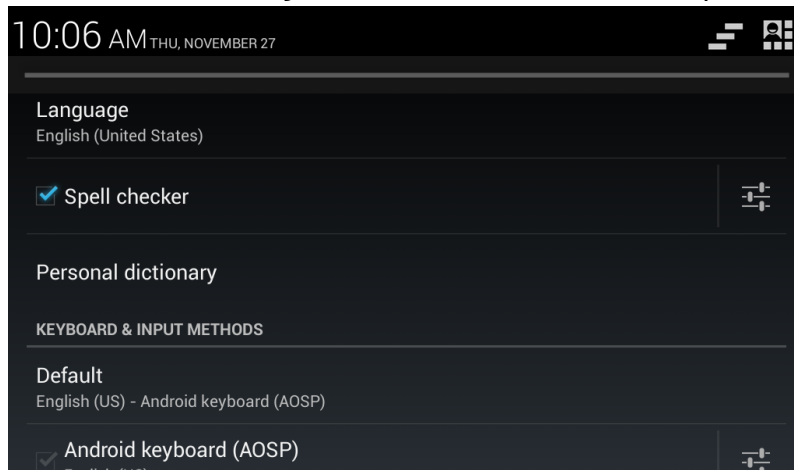 10:06 AM THU, NOVEMBER 27
Language
English (United States)
Spell checker
Personal dictionary
KEYBOARD & INPUT METHODS
Default
English (US) - Android keyboard (AOSP)
Android keyboard (AOSP)